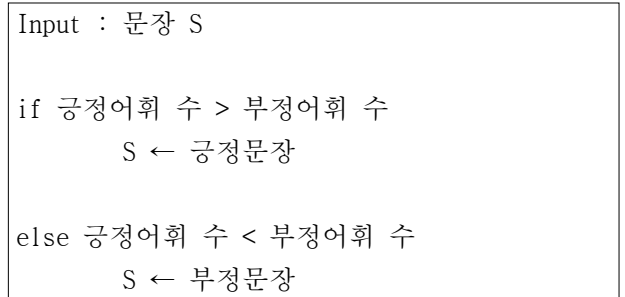 Input : 문장 S
if 긍정어휘 수 > 부정어휘 수
S ← 긍정문장
else 긍정어휘 수 < 부정어휘 수
S ← 부정문장